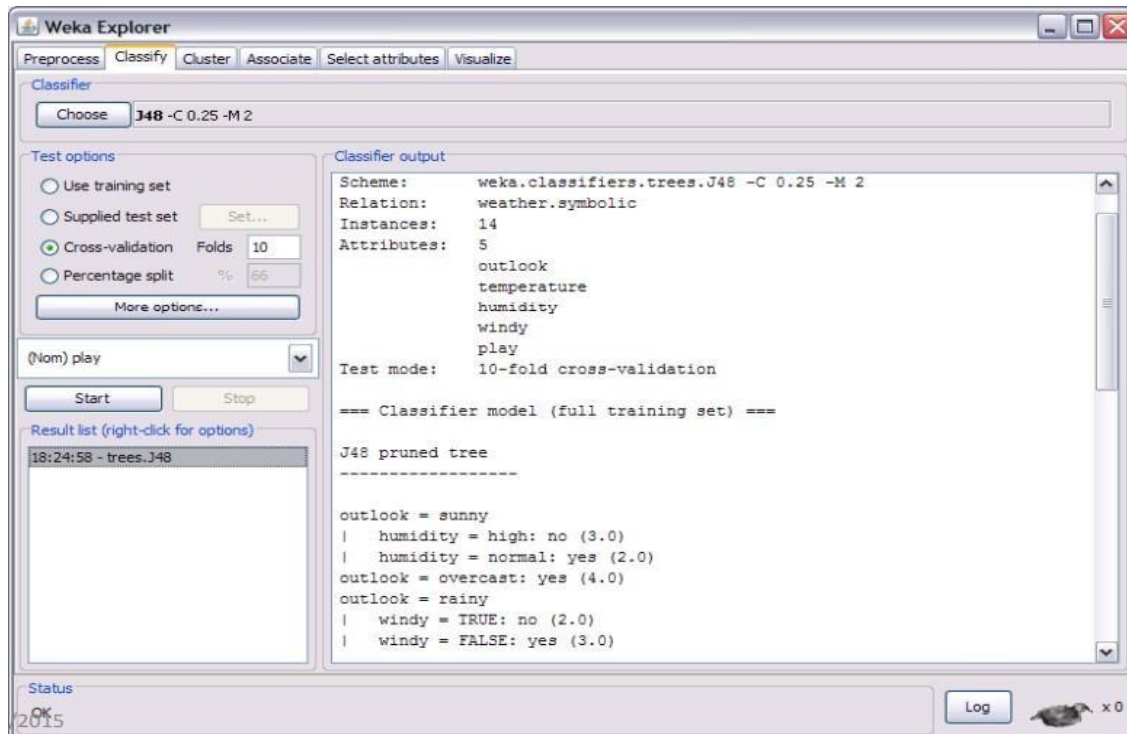 Weka Explorer
Preprocess Classify Cluster Associate Select attributes Visualize
Classifier
Choose J48 -C 0.25 -M 2
Test options
Use training set
Supplied test set Set...
Cross-validation Folds 10
Percentage split % 66
More options...
(Nom) play
Start Stop
Result list (right-click for options)
18:24:58 - trees.J48
Classifier output
Scheme: weka.classifiers.trees.J48 -C 0.25 -M 2
Relation: weather.symbolic
Instances: 14
Attributes: 5
outlook
temperature
humidity
windy
play
Test mode: 10-fold cross-validation
=== Classifier model (full training set) ===
J48 pruned tree
------------------
outlook = sunny
|   humidity = high: no (3.0)
|   humidity = normal: yes (2.0)
outlook = overcast: yes (4.0)
outlook = rainy
|   windy = TRUE: no (2.0)
|   windy = FALSE: yes (3.0)
Status
OK
/2015
Log x 0